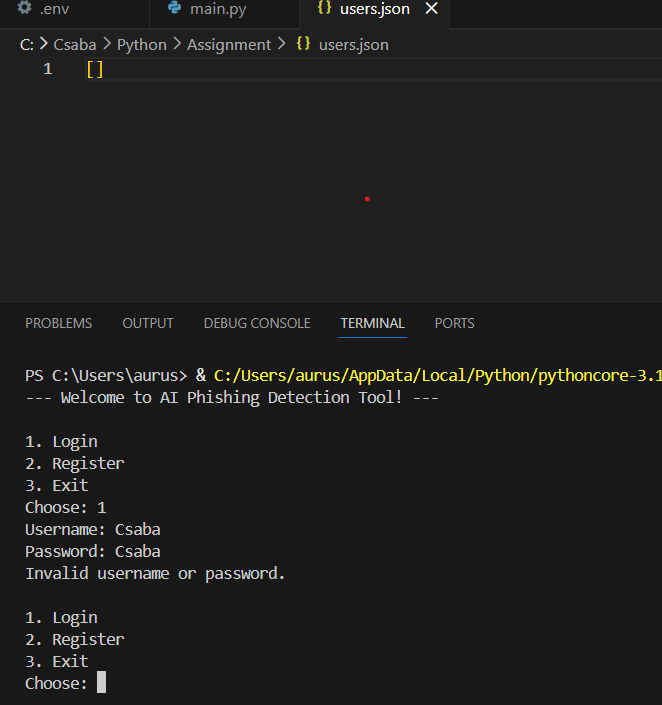 .env main.py {} users.json
C: > Csaba > Python > Assignment > {} users.json
1 []
PROBLEMS OUTPUT DEBUG CONSOLE TERMINAL PORTS
PS C:\Users\aurus> & C:/Users/aurus/AppData/Local/Python/pythoncore-3.1
--- Welcome to AI Phishing Detection Tool! ---
1. Login
2. Register
3. Exit
Choose: 1
Username: Csaba
Password: Csaba
Invalid username or password.
1. Login
2. Register
3. Exit
Choose: